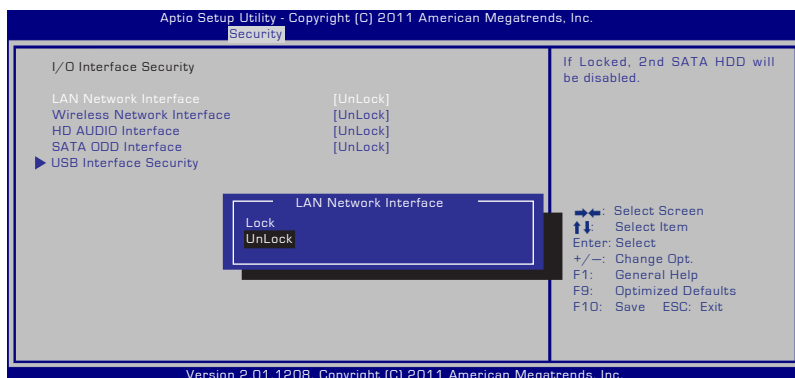 Aptio Setup Utility - Copyright (C) 2011 American Megatrends, Inc.
Security
I/O Interface Security
LAN Network Interface [UnLock]
Wireless Network Interface [UnLock]
HD AUDIO Interface [UnLock]
SATA ODD Interface [UnLock]
USB Interface Security
If Locked, 2nd SATA HDD will
be disabled.
LAN Network Interface
Lock
UnLock
→←: Select Screen
↑↓: Select Item
Enter: Select
+/—: Change Opt.
F1: General Help
F9: Optimized Defaults
F10: Save ESC: Exit
Version 2.01.1208. Copyright (C) 2011 American Megatrends, Inc.